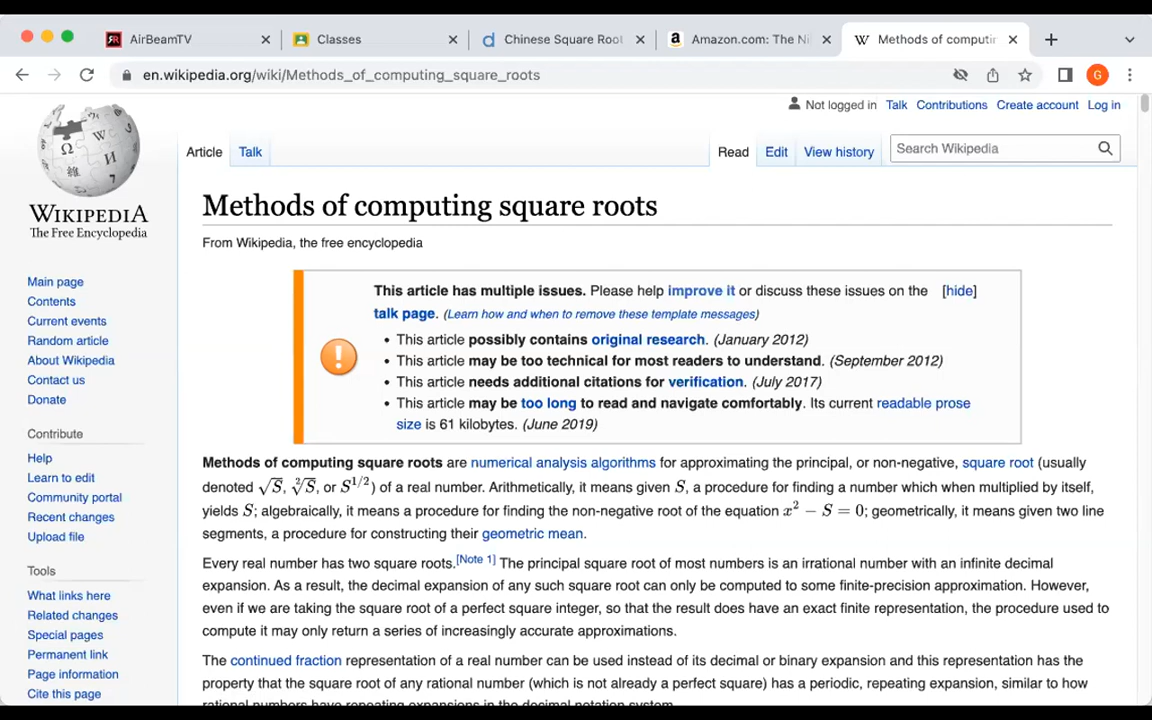 AirBeamTV
Classes
Chinese Square Roo
Amazon.com: The Ni
Methods of computin
en.wikipedia.org/wiki/Methods_of_computing_square_roots
G
Not logged in Talk Contributions Create account Log in
Article Talk
Read Edit View history
Search Wikipedia
WIKIPEDIA
The Free Encyclopedia
Main page
Contents
Current events
Random article
About Wikipedia
Contact us
Donate
Contribute
Help
Learn to edit
Community portal
Recent changes
Upload file
Tools
What links here
Related changes
Special pages
Permanent link
Page information
Cite this page
Methods of computing square roots
From Wikipedia, the free encyclopedia
This article has multiple issues. Please help improve it or discuss these issues on the [hide]
talk page. (Learn how and when to remove these template messages)
• This article possibly contains original research. (January 2012)
• This article may be too technical for most readers to understand. (September 2012)
• This article needs additional citations for verification. (July 2017)
• This article may be too long to read and navigate comfortably. Its current readable prose
size is 61 kilobytes. (June 2019)
Methods of computing square roots are numerical analysis algorithms for approximating the principal, or non-negative, square root (usually
denoted √S, ²√S, or S^1/2) of a real number. Arithmetically, it means given S, a procedure for finding a number which when multiplied by itself,
yields S; algebraically, it means a procedure for finding the non-negative root of the equation x² − S = 0; geometrically, it means given two line
segments, a procedure for constructing their geometric mean.
Every real number has two square roots.[Note 1] The principal square root of most numbers is an irrational number with an infinite decimal
expansion. As a result, the decimal expansion of any such square root can only be computed to some finite-precision approximation. However,
even if we are taking the square root of a perfect square integer, so that the result does have an exact finite representation, the procedure used to
compute it may only return a series of increasingly accurate approximations.
The continued fraction representation of a real number can be used instead of its decimal or binary expansion and this representation has the
property that the square root of any rational number (which is not already a perfect square) has a periodic, repeating expansion, similar to how
rational numbers have repeating expansions in the decimal notation system.